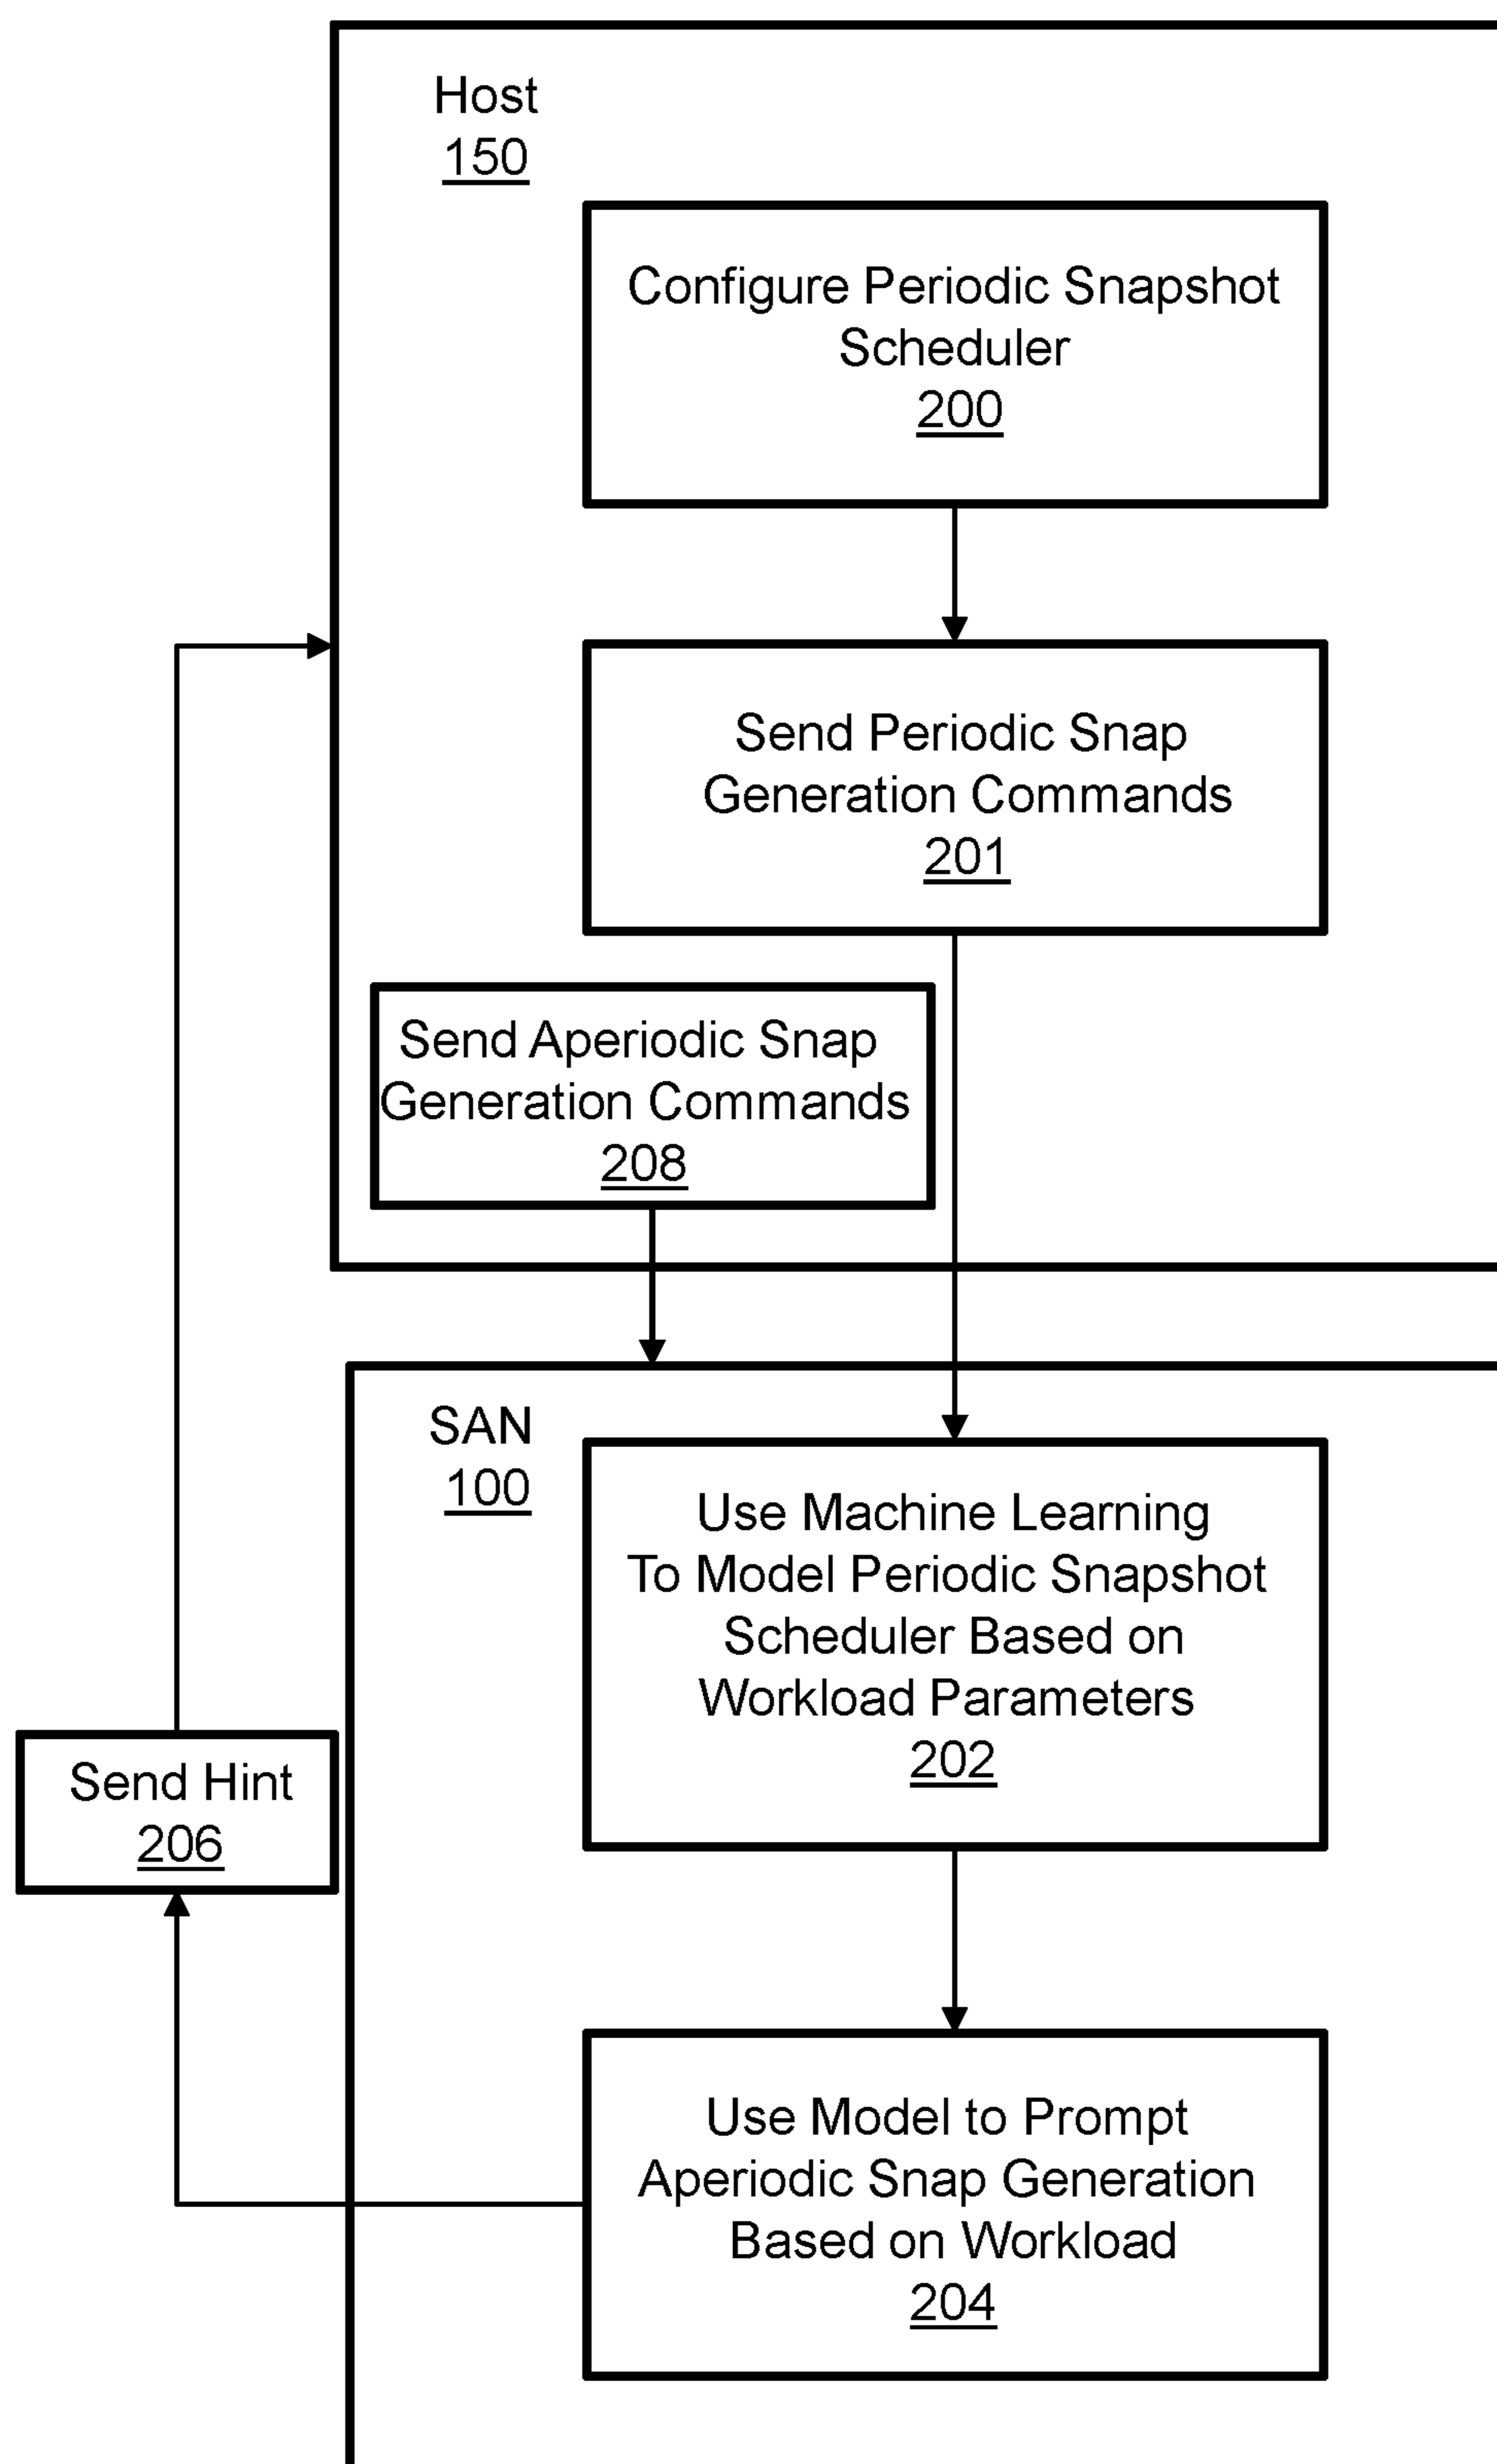 Host
150
Configure Periodic Snapshot
Scheduler
200
Send Periodic Snap
Generation Commands
201
Send Aperiodic Snap
Generation Commands
208
SAN
100
Use Machine Learning
To Model Periodic Snapshot
Scheduler Based on
Workload Parameters
202
Send Hint
206
Use Model to Prompt
Aperiodic Snap Generation
Based on Workload
204